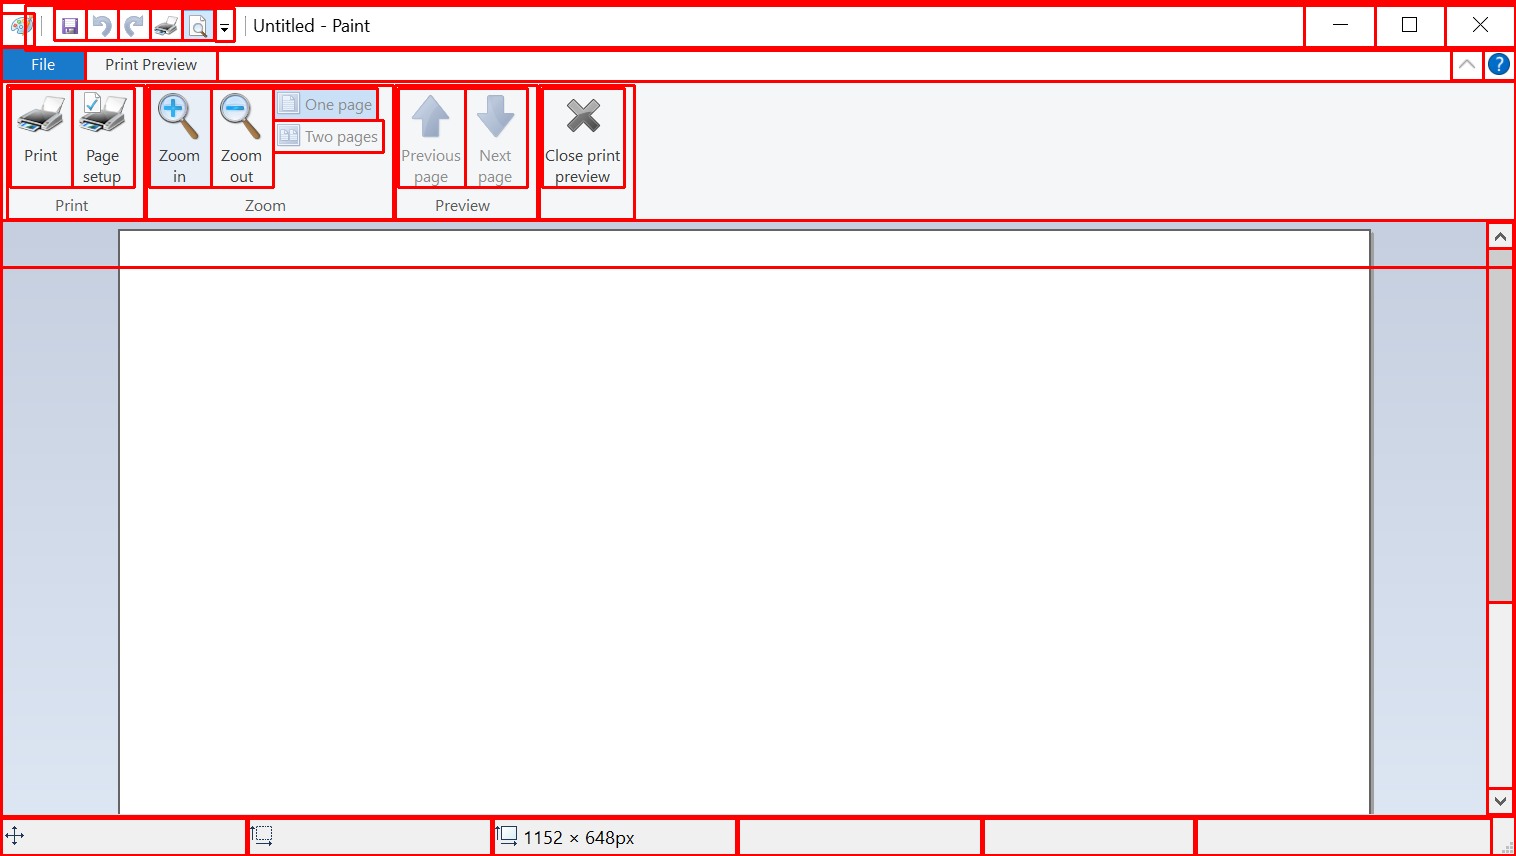 Untitled - Paint
File
Print Preview
Print
Page
setup
Print
Zoom
in
Zoom
out
One page
Two pages
Zoom
Previous
page
Next
page
Preview
Close print
preview
1152 × 648px